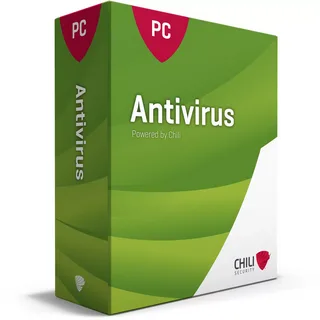 PC
Antivirus
PC
Antivirus
Powered by Chili
CHILI
SECURITY